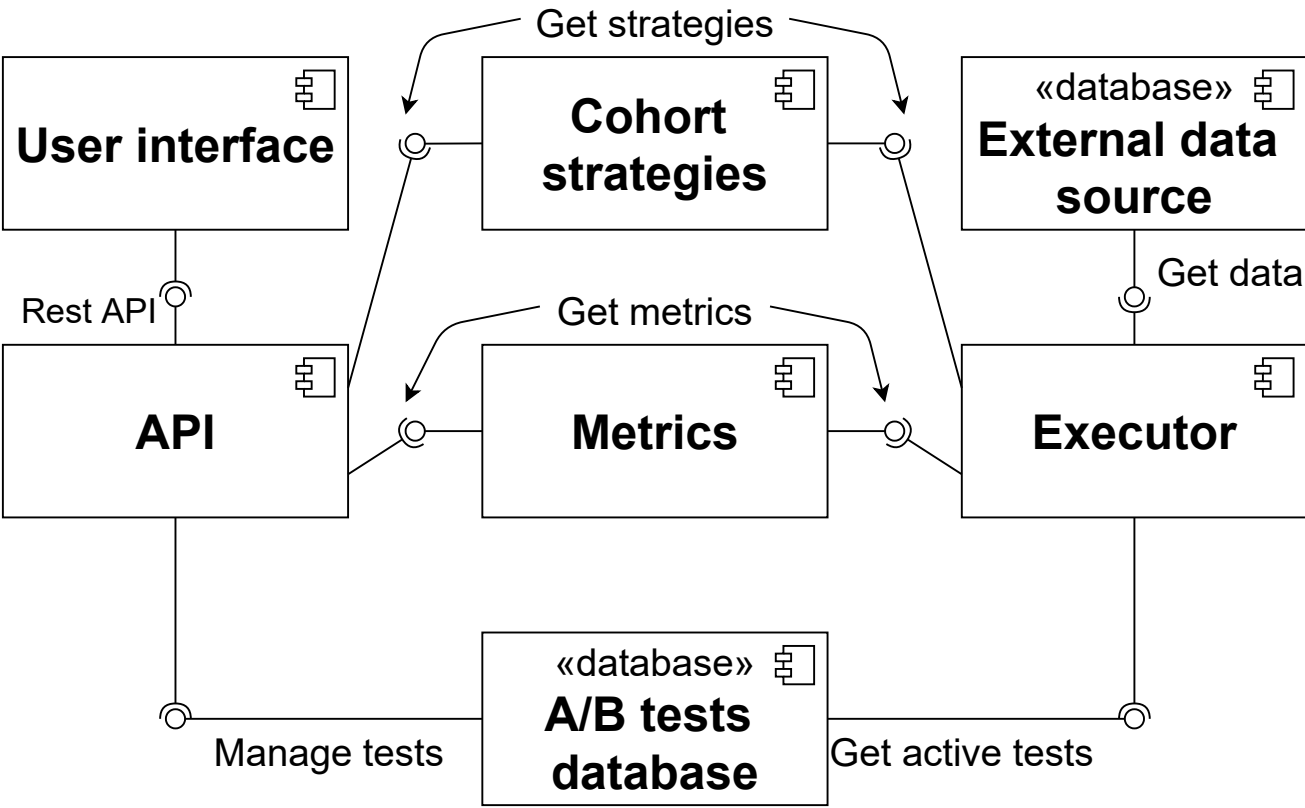 Get strategies
User interface
Cohort
strategies
«database»
External data
source
Rest API
Get metrics
Get data
API
Metrics
Executor
«database»
A/B tests
database
Manage tests
Get active tests